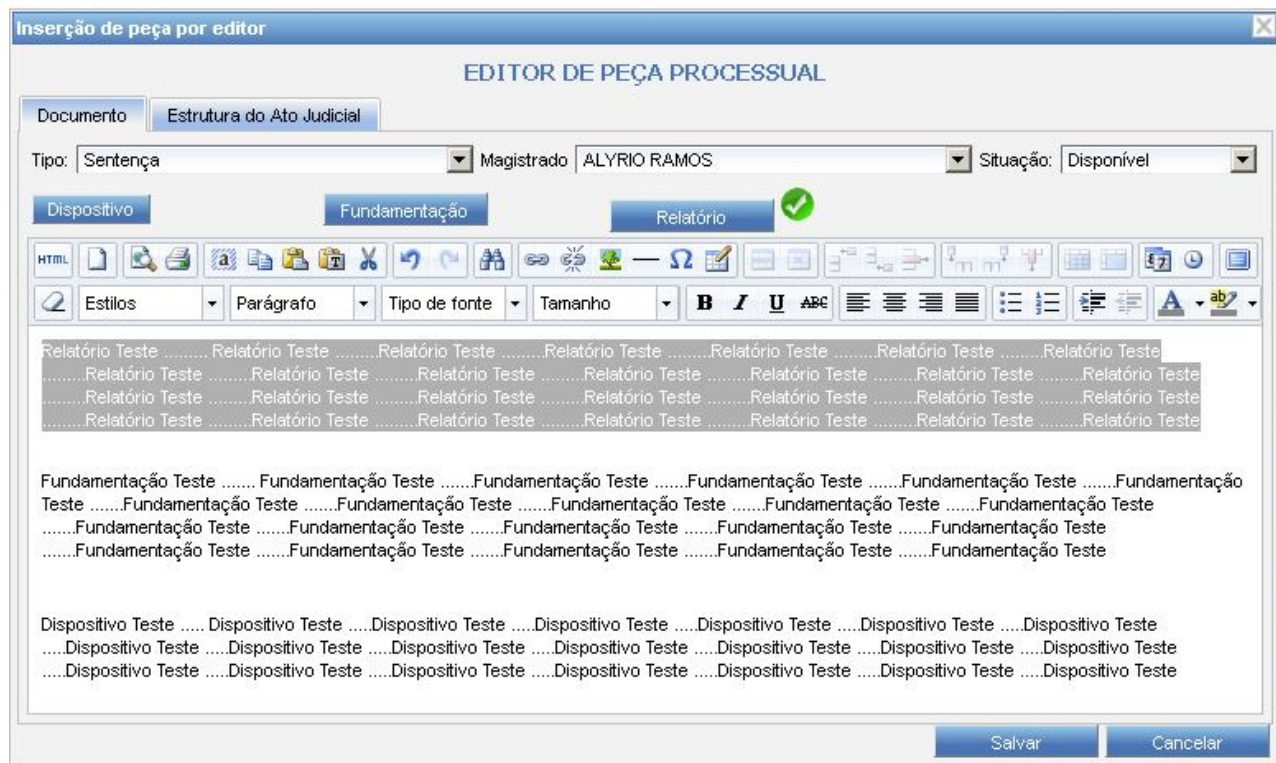 Inserção de peça por editor
EDITOR DE PEÇA PROCESSUAL
Documento Estrutura do Ato Judicial
Tipo: Sentença Magistrado ALYRIO RAMOS Situação: Disponível
Dispositivo Fundamentação Relatório
HTML
Estilos Parágrafo Tipo de fonte Tamanho B I U ABC A ab
Relatório Teste ......... Relatório Teste .........Relatório Teste .........Relatório Teste .........Relatório Teste .........Relatório Teste .........Relatório Teste
.........Relatório Teste .........Relatório Teste .........Relatório Teste .........Relatório Teste .........Relatório Teste .........Relatório Teste .........Relatório Teste
.........Relatório Teste .........Relatório Teste .........Relatório Teste .........Relatório Teste .........Relatório Teste .........Relatório Teste .........Relatório Teste
.........Relatório Teste .........Relatório Teste .........Relatório Teste .........Relatório Teste .........Relatório Teste .........Relatório Teste .........Relatório Teste
Fundamentação Teste ....... Fundamentação Teste .......Fundamentação Teste .......Fundamentação Teste .......Fundamentação Teste .......Fundamentação
Teste .......Fundamentação Teste .......Fundamentação Teste .......Fundamentação Teste .......Fundamentação Teste .......Fundamentação Teste
.......Fundamentação Teste .......Fundamentação Teste .......Fundamentação Teste .......Fundamentação Teste .......Fundamentação Teste
.......Fundamentação Teste .......Fundamentação Teste .......Fundamentação Teste .......Fundamentação Teste .......Fundamentação Teste
Dispositivo Teste ..... Dispositivo Teste .....Dispositivo Teste .....Dispositivo Teste .....Dispositivo Teste .....Dispositivo Teste .....Dispositivo Teste
.....Dispositivo Teste .....Dispositivo Teste .....Dispositivo Teste .....Dispositivo Teste .....Dispositivo Teste .....Dispositivo Teste .....Dispositivo Teste
.....Dispositivo Teste .....Dispositivo Teste .....Dispositivo Teste .....Dispositivo Teste .....Dispositivo Teste .....Dispositivo Teste .....Dispositivo Teste
Salvar Cancelar